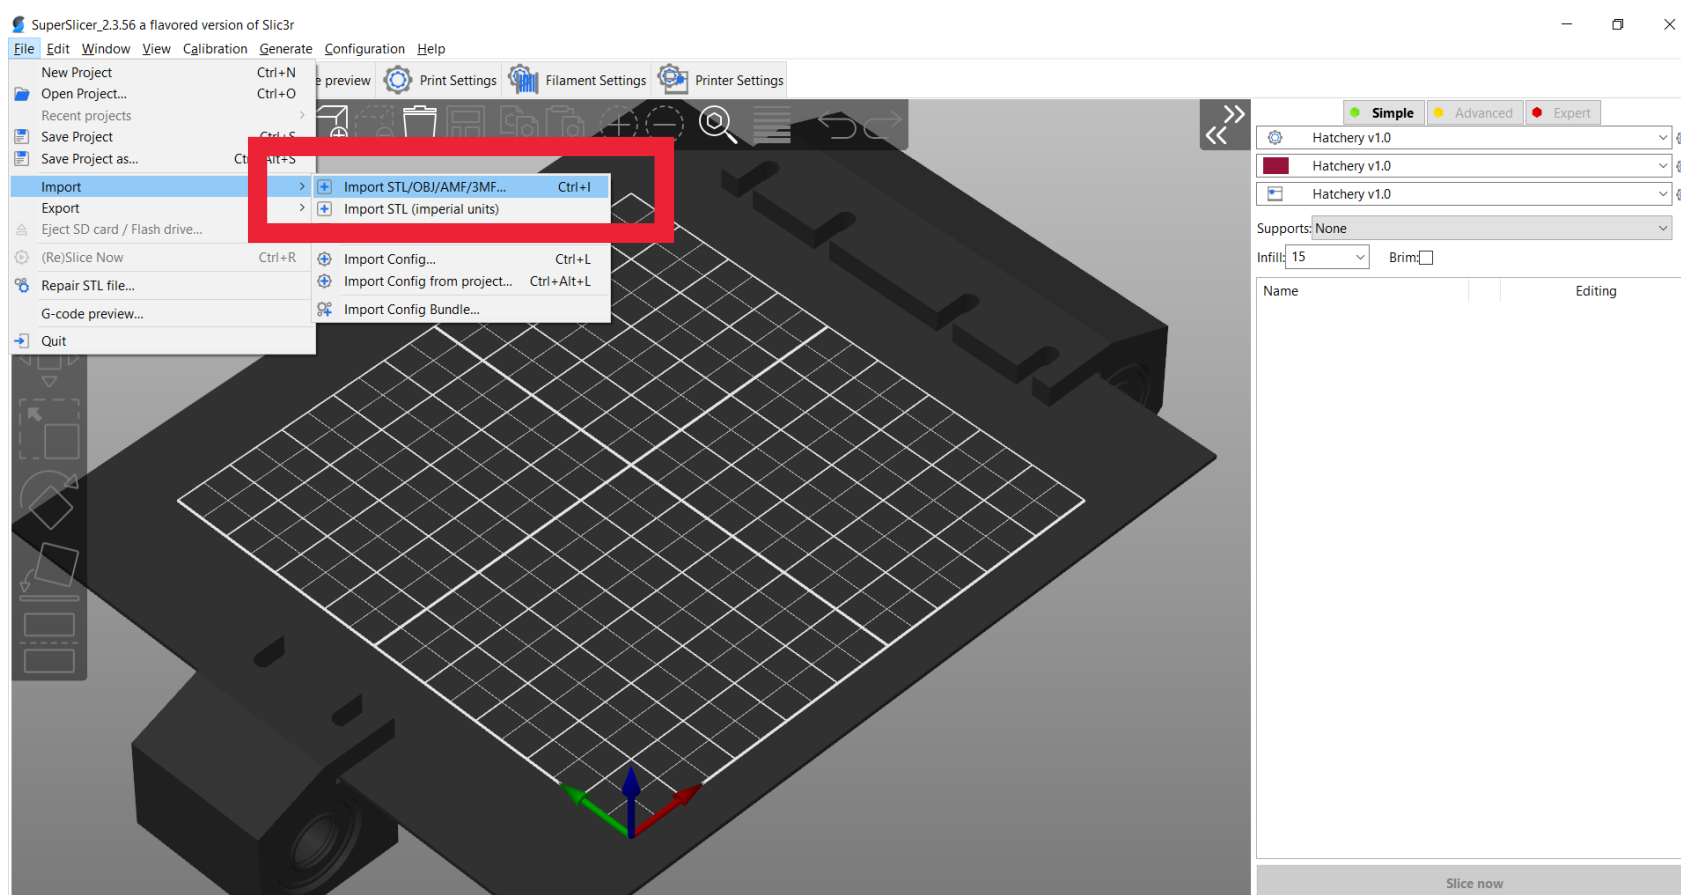 SuperSlicer_2.3.56 a flavored version of Slic3r
File Edit Window View Calibration Generate Configuration Help
New Project Ctrl+N
e preview Print Settings Filament Settings Printer Settings
Open Project... Ctrl+O
Recent projects
Save Project Ctrl+S
Save Project as... Ctrl+Alt+S
Import
Export
Eject SD card / Flash drive...
(Re)Slice Now Ctrl+R
Repair STL file...
G-code preview...
Quit
Import STL/OBJ/AMF/3MF... Ctrl+I
Import STL (imperial units)
Import Config... Ctrl+L
Import Config from project... Ctrl+Alt+L
Import Config Bundle...
Simple Advanced Expert
Hatchery v1.0
Hatchery v1.0
Hatchery v1.0
Supports: None
Infill: 15 Brim:
Name Editing
Slice now